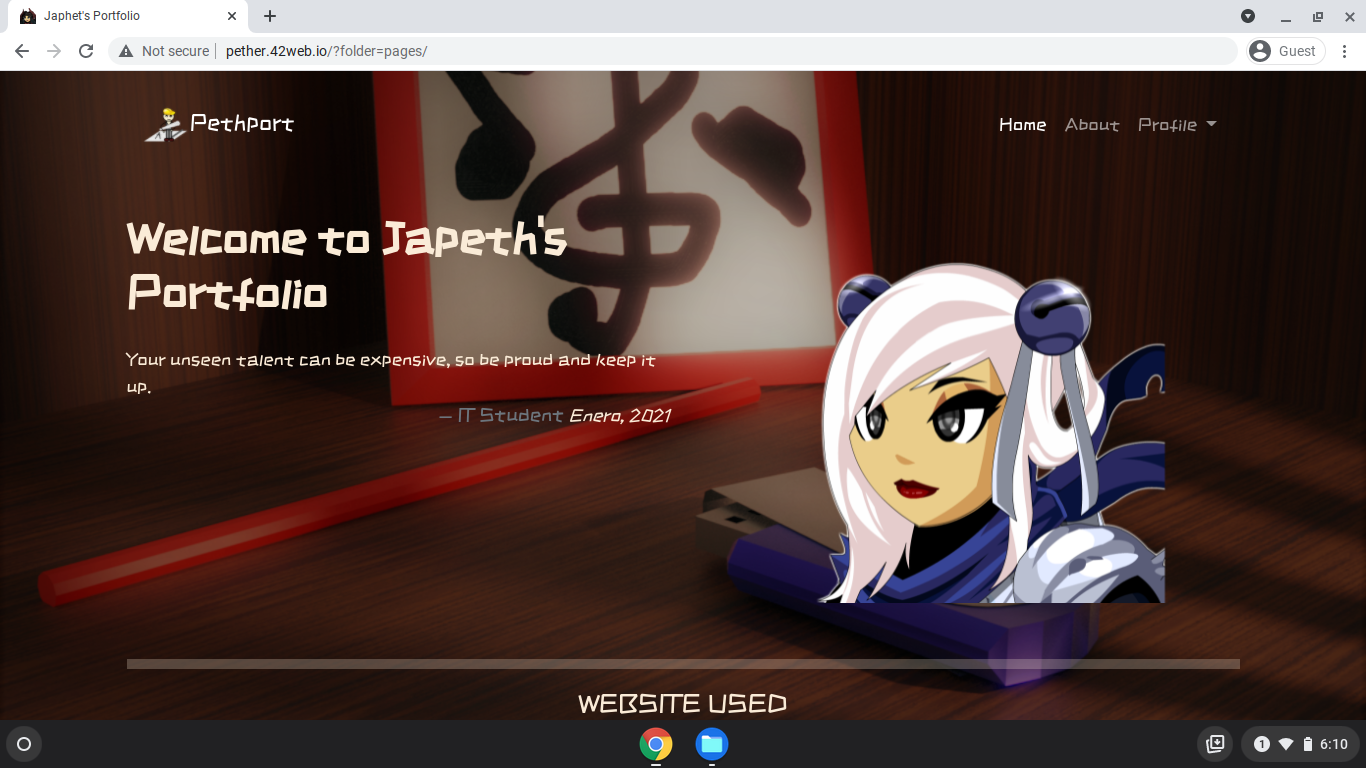 Japhet's Portfolio
Not secure
pether.42web.io/?folder=pages/
Guest
Pethport
Home
About
Profile
Welcome to Japeth's
Portfolio
Your unseen talent can be expensive, so be proud and keep it
up.
— IT Student Enero, 2021
WEBSITE USED
1
6:10